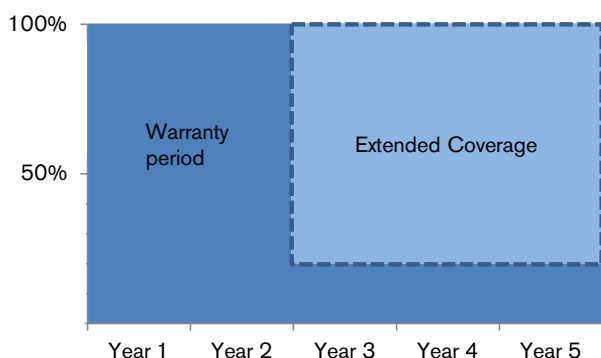 100%
Warranty
period
Extended Coverage
50%
Year 1 Year 2 Year 3 Year 4 Year 5